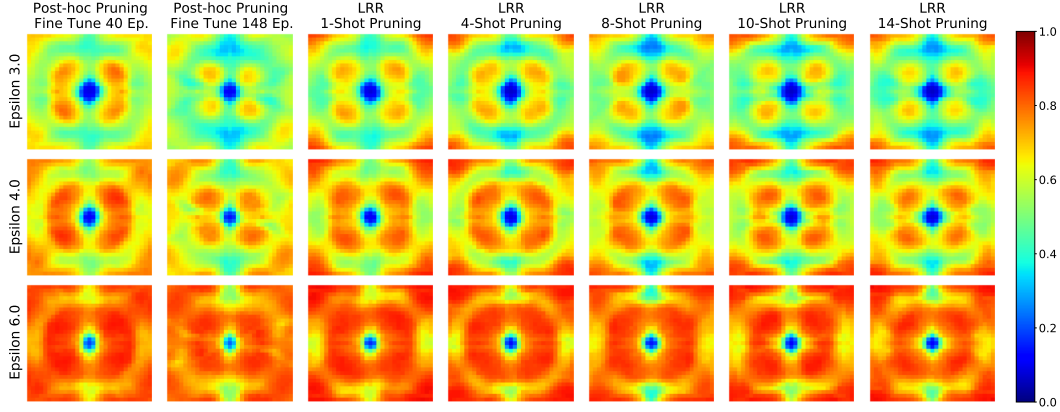 Post-hoc Pruning
Fine Tune 40 Ep.
Post-hoc Pruning
Fine Tune 148 Ep.
LRR
1-Shot Pruning
LRR
4-Shot Pruning
LRR
8-Shot Pruning
LRR
10-Shot Pruning
LRR
14-Shot Pruning
Epsilon 3.0
Epsilon 4.0
Epsilon 6.0
1.0
0.8
0.6
0.4
0.2
0.0